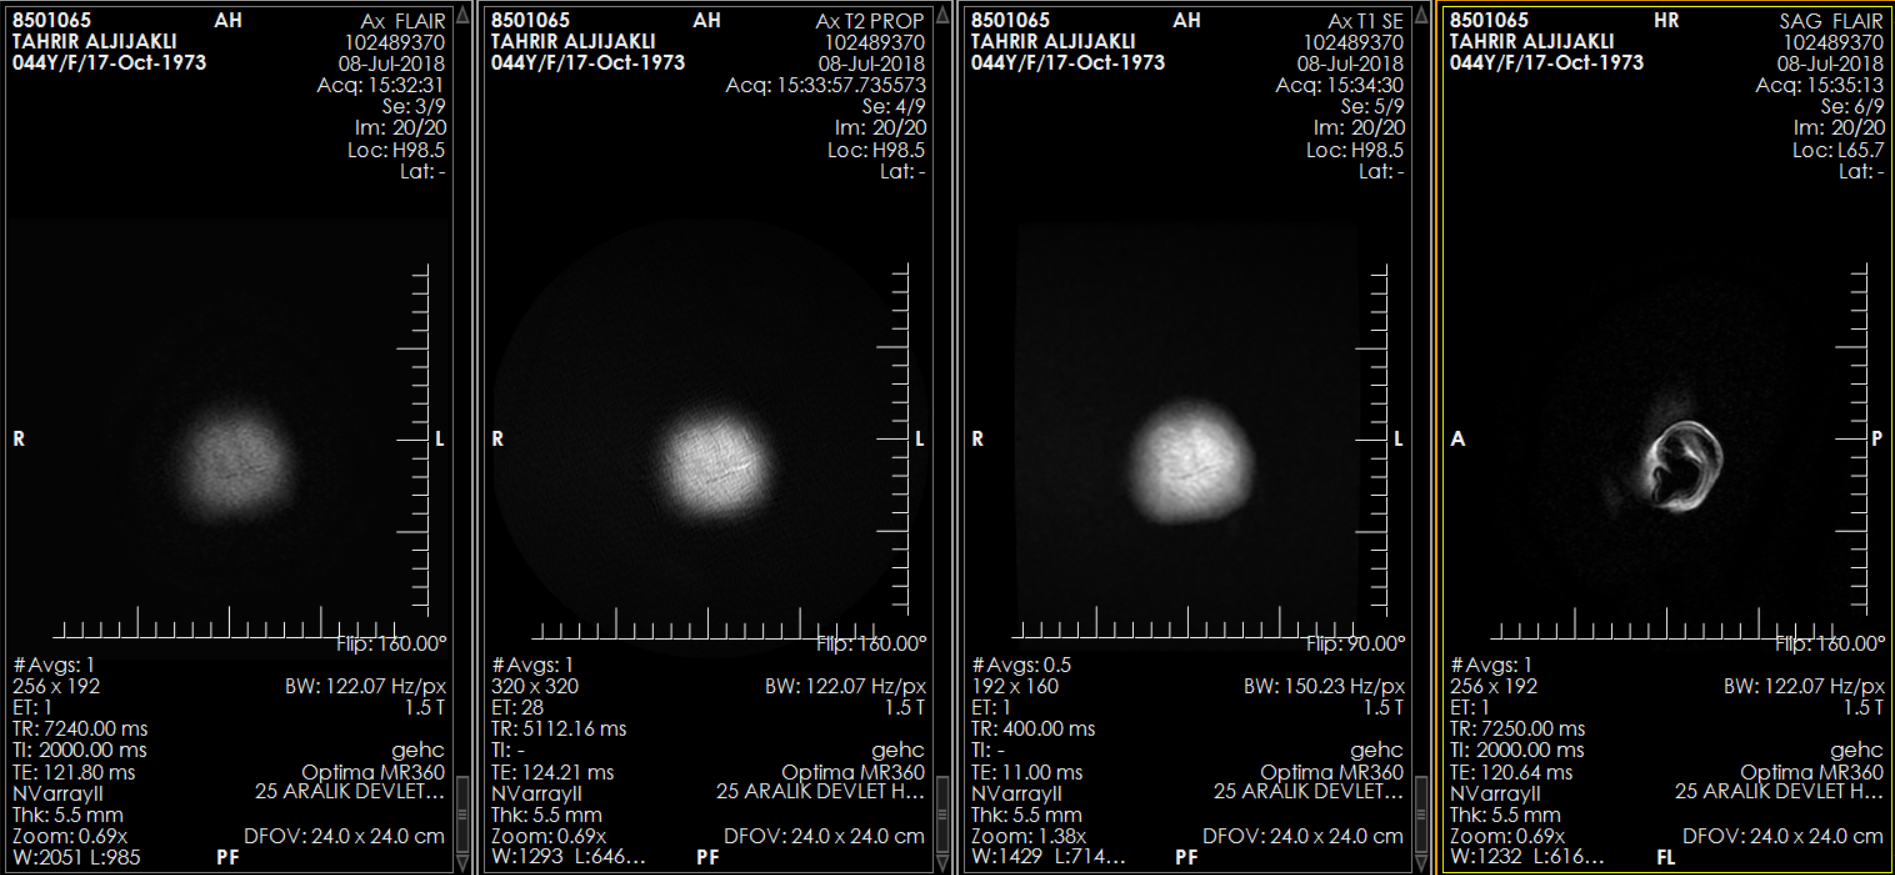 8501065 AH Ax FLAIR
TAHRIR ALJIJAKLI 102489370
044Y/F/17-Oct-1973 08-Jul-2018
Acq: 15:32:31
Se: 3/9
Im: 20/20
Loc: H98.5
Lat: -
R L
Flip: 160.00°
#Avgs: 1
256 x 192 BW: 122.07 Hz/px
ET: 1 1.5 T
TR: 7240.00 ms
TI: 2000.00 ms gehc
TE: 121.80 ms Optima MR360
NVarrayII 25 ARALIK DEVLET...
Thk: 5.5 mm
Zoom: 0.69x DFOV: 24.0 x 24.0 cm
W:2051 L:985 PF
8501065 AH Ax T2 PROP
TAHRIR ALJIJAKLI 102489370
044Y/F/17-Oct-1973 08-Jul-2018
Acq: 15:33:57.735573
Se: 4/9
Im: 20/20
Loc: H98.5
Lat: -
R L
Flip: 160.00°
#Avgs: 1
320 x 320 BW: 122.07 Hz/px
ET: 28 1.5 T
TR: 5112.16 ms
TI: - gehc
TE: 124.21 ms Optima MR360
NVarrayII 25 ARALIK DEVLET H...
Thk: 5.5 mm
Zoom: 0.69x DFOV: 24.0 x 24.0 cm
W:1293 L:646... PF
8501065 AH Ax T1 SE
TAHRIR ALJIJAKLI 102489370
044Y/F/17-Oct-1973 08-Jul-2018
Acq: 15:34:30
Se: 5/9
Im: 20/20
Loc: H98.5
Lat: -
R L
Flip: 90.00°
#Avgs: 0.5
192 x 160 BW: 150.23 Hz/px
ET: 1 1.5 T
TR: 400.00 ms
TI: - gehc
TE: 11.00 ms Optima MR360
NVarrayII 25 ARALIK DEVLET...
Thk: 5.5 mm
Zoom: 1.38x DFOV: 24.0 x 24.0 cm
W:1429 L:714... PF
8501065 HR SAG FLAIR
TAHRIR ALJIJAKLI 102489370
044Y/F/17-Oct-1973 08-Jul-2018
Acq: 15:35:13
Se: 6/9
Im: 20/20
Loc: L65.7
Lat: -
A P
Flip: 160.00°
#Avgs: 1
256 x 192 BW: 122.07 Hz/px
ET: 1 1.5 T
TR: 7250.00 ms
TI: 2000.00 ms gehc
TE: 120.64 ms Optima MR360
NVarrayII 25 ARALIK DEVLET H...
Thk: 5.5 mm
Zoom: 0.69x DFOV: 24.0 x 24.0 cm
W:1232 L:616... FL